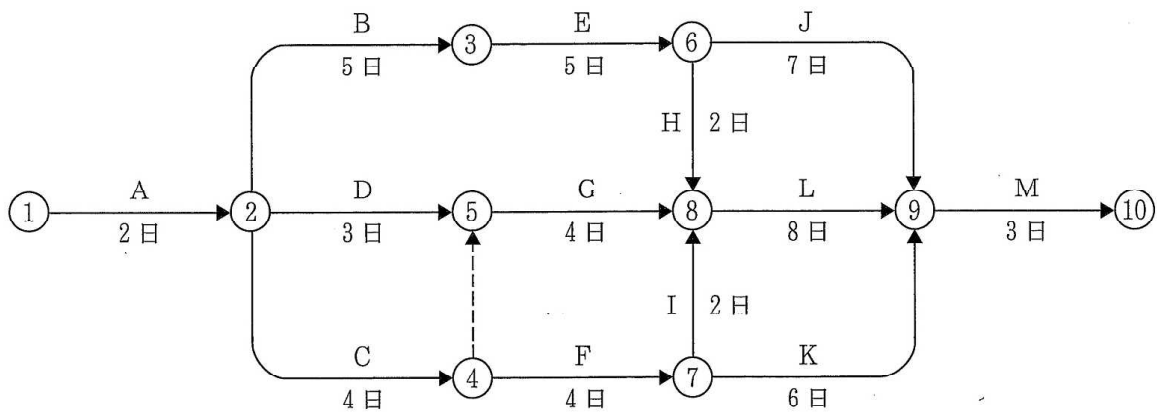 B E J
③ ⑥
5日 5日 7日
H 2日
A D G L M
① ② ⑤ ⑧ ⑨ ⑩
2日 3日 4日 8日 3日
I 2日
C F K
④ ⑦
4日 4日 6日